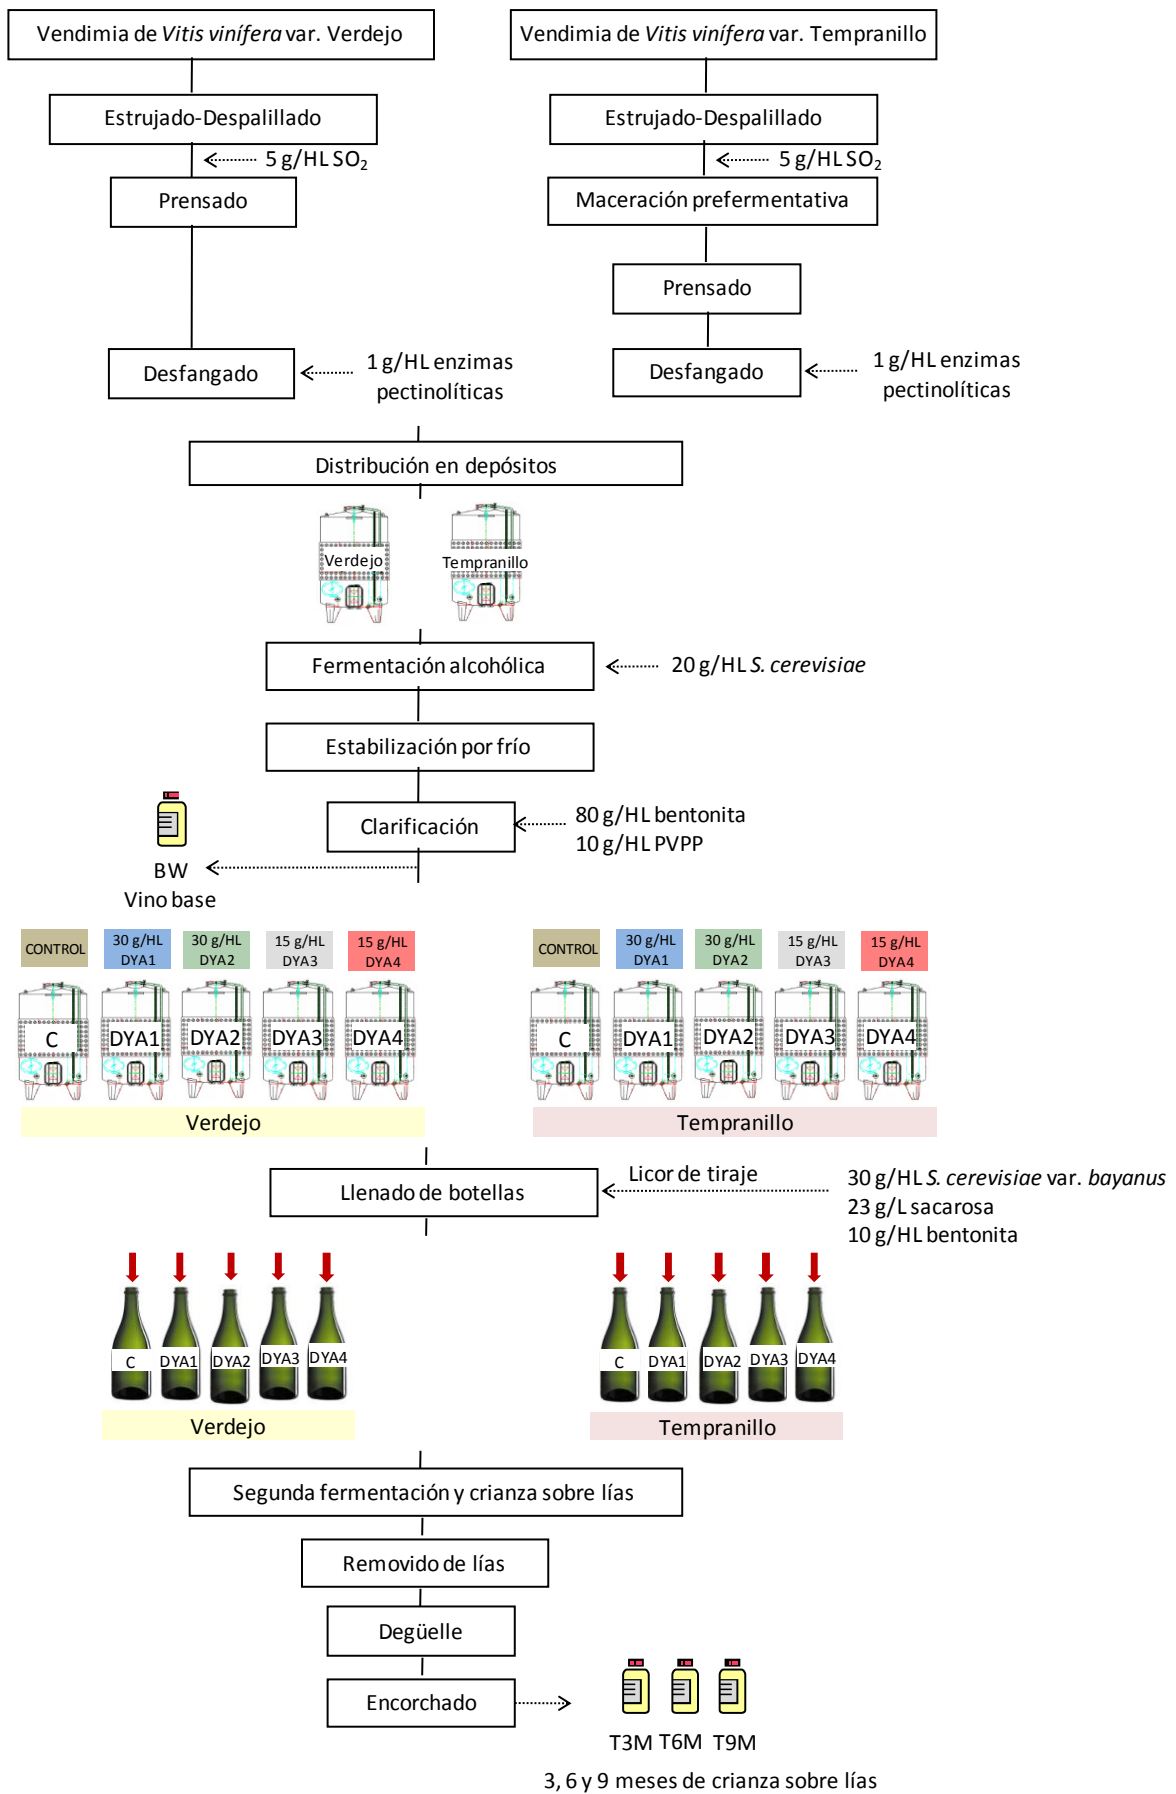 Vendimia de Vitis vinífera var. Verdejo
Vendimia de Vitis vinífera var. Tempranillo
Estrujado-Despalillado
Estrujado-Despalillado
5 g/HL SO₂
5 g/HL SO₂
Prensado
Maceración prefermentativa
Prensado
Desfangado
1 g/HL enzimas
pectinolíticas
Desfangado
1 g/HL enzimas
pectinolíticas
Distribución en depósitos
Verdejo
Tempranillo
Fermentación alcohólica
20 g/HL S. cerevisiae
Estabilización por frío
Clarificación
80 g/HL bentonita
10 g/HL PVPP
BW
Vino base
CONTROL
30 g/HL
DYA1
30 g/HL
DYA2
15 g/HL
DYA3
15 g/HL
DYA4
CONTROL
30 g/HL
DYA1
30 g/HL
DYA2
15 g/HL
DYA3
15 g/HL
DYA4
C
DYA1
DYA2
DYA3
DYA4
C
DYA1
DYA2
DYA3
DYA4
Verdejo
Tempranillo
Llenado de botellas
Licor de tiraje
30 g/HL S. cerevisiae var. bayanus
23 g/L sacarosa
10 g/HL bentonita
C
DYA1
DYA2
DYA3
DYA4
C
DYA1
DYA2
DYA3
DYA4
Verdejo
Tempranillo
Segunda fermentación y crianza sobre lías
Removido de lías
Degüelle
Encorchado
T3M T6M T9M
3, 6 y 9 meses de crianza sobre lías